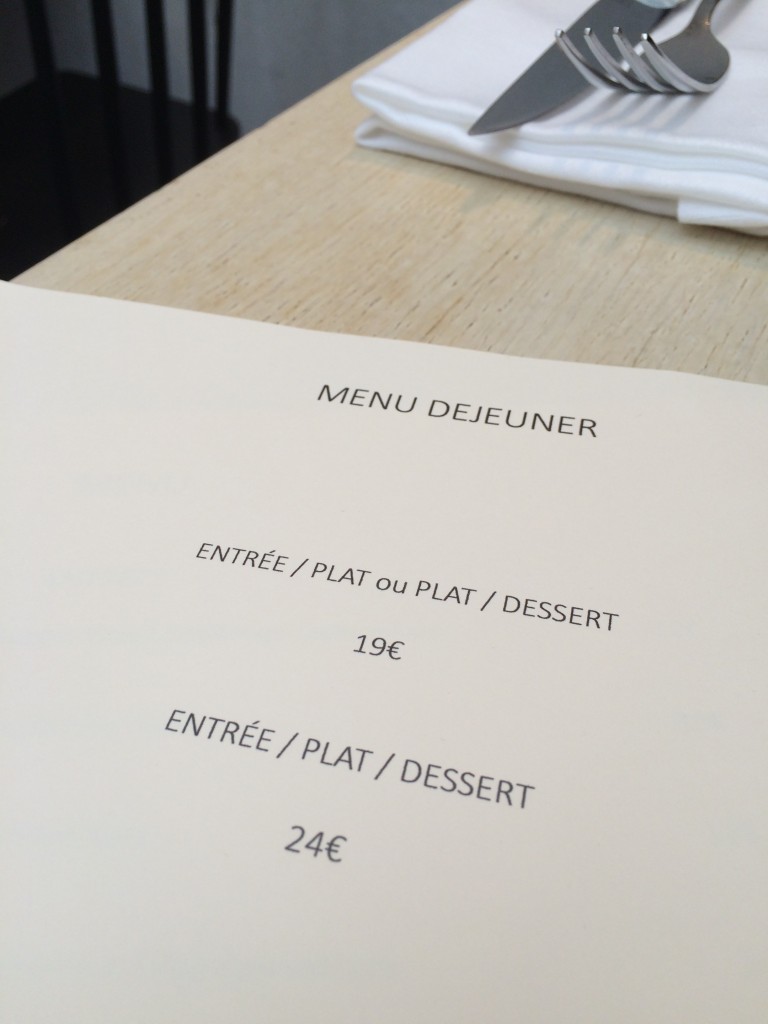 MENU DEJEUNER
ENTRÉE / PLAT ou PLAT / DESSERT
19€
ENTRÉE / PLAT / DESSERT
24€